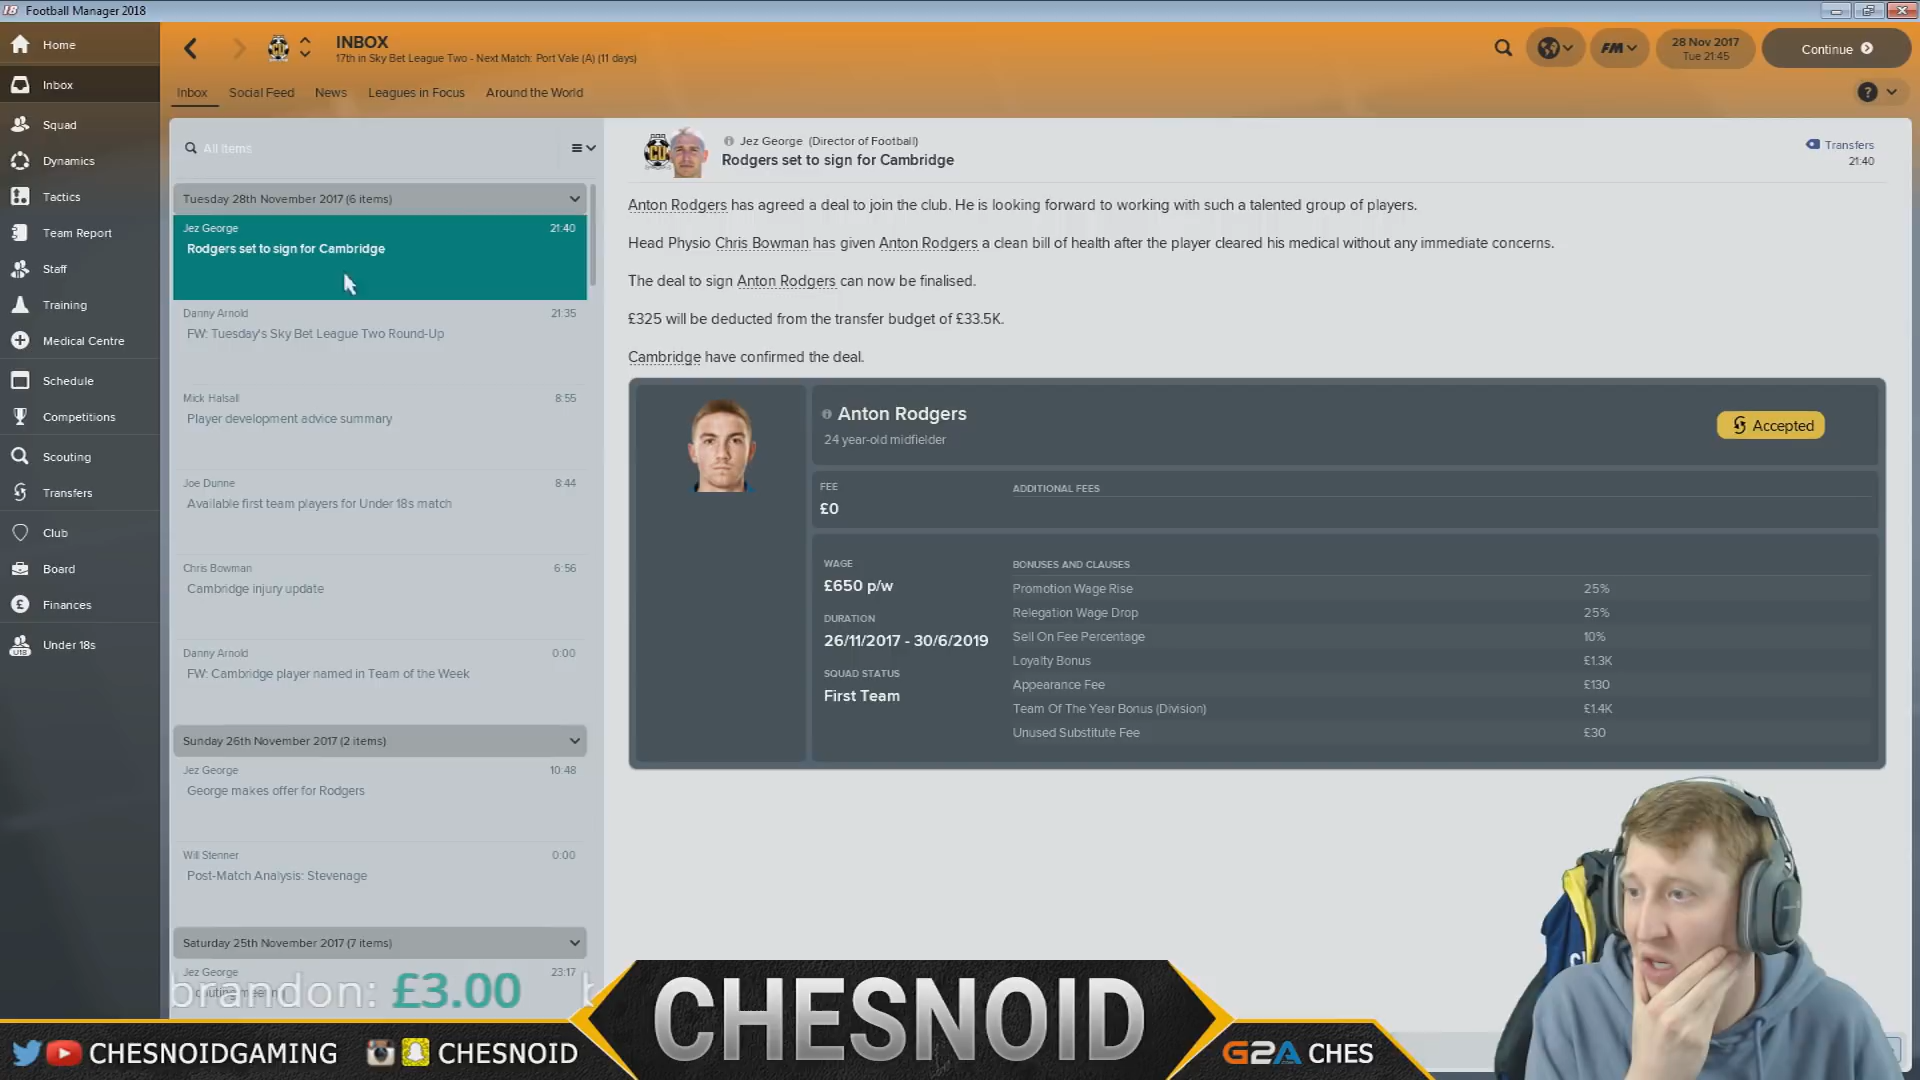 Football Manager 2018
Home
Inbox
Squad
Dynamics
Tactics
Team Report
Staff
Training
Medical Centre
Schedule
Competitions
Scouting
Transfers
Club
Board
Finances
Under 18s
INBOX
17th in Sky Bet League Two - Next Match: Port Vale (A) (11 days)
FM
28 Nov 2017
Tue 21:45
Continue
Inbox
Social Feed
News
Leagues in Focus
Around the World
?
All Items
Tuesday 28th November 2017 (6 items)
Jez George
21:40
Rodgers set to sign for Cambridge
Danny Arnold
21:35
FW: Tuesday's Sky Bet League Two Round-Up
Mick Halsall
8:55
Player development advice summary
Joe Dunne
8:44
Available first team players for Under 18s match
Chris Bowman
6:56
Cambridge injury update
Danny Arnold
0:00
FW: Cambridge player named in Team of the Week
Sunday 26th November 2017 (2 items)
Jez George
10:48
George makes offer for Rodgers
Will Stenner
0:00
Post-Match Analysis: Stevenage
Saturday 25th November 2017 (7 items)
Jez George
23:17
Jez George (Director of Football)
Rodgers set to sign for Cambridge
Transfers
21:40
Anton Rodgers has agreed a deal to join the club. He is looking forward to working with such a talented group of players.
Head Physio Chris Bowman has given Anton Rodgers a clean bill of health after the player cleared his medical without any immediate concerns.
The deal to sign Anton Rodgers can now be finalised.
£325 will be deducted from the transfer budget of £33.5K.
Cambridge have confirmed the deal.
Anton Rodgers
24 year-old midfielder
Accepted
FEE
£0
ADDITIONAL FEES
WAGE
£650 p/w
DURATION
26/11/2017 - 30/6/2019
SQUAD STATUS
First Team
BONUSES AND CLAUSES
Promotion Wage Rise 25%
Relegation Wage Drop 25%
Sell On Fee Percentage 10%
Loyalty Bonus £1.3K
Appearance Fee £130
Team Of The Year Bonus (Division) £1.4K
Unused Substitute Fee £30
brandon: £3.00
CHESNOID
CHESNOIDGAMING
CHESNOID
G2A CHES